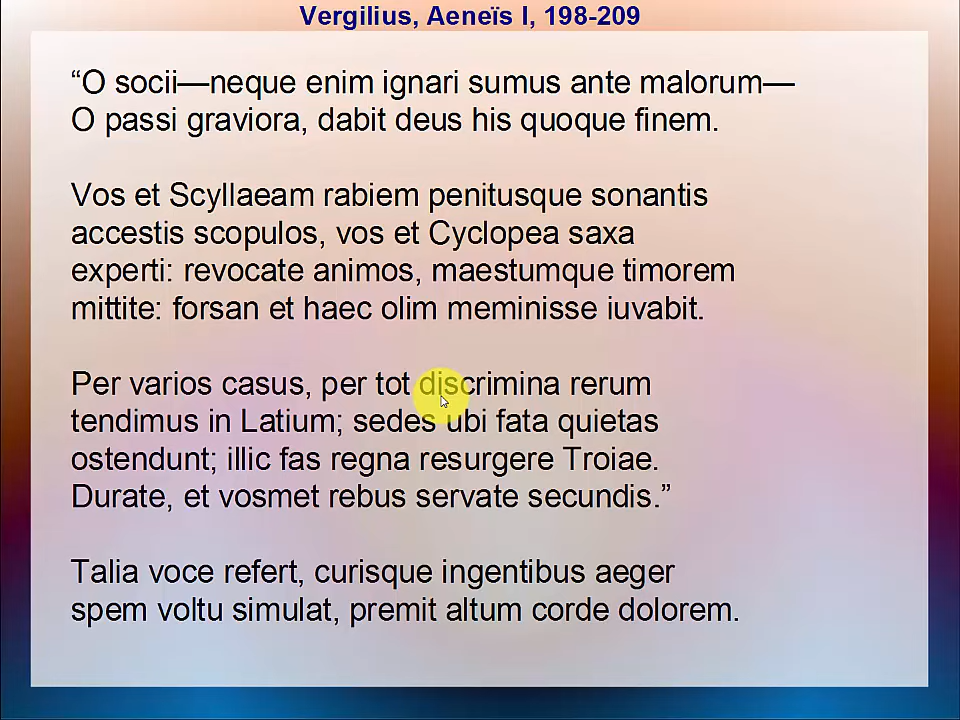 Vergilius, Aeneïs I, 198-209
“O socii—neque enim ignari sumus ante malorum—
O passi graviora, dabit deus his quoque finem.
Vos et Scyllaeam rabiem penitusque sonantis
accestis scopulos, vos et Cyclopea saxa
experti: revocate animos, maestumque timorem
mittite: forsan et haec olim meminisse iuvabit.
Per varios casus, per tot discrimina rerum
tendimus in Latium; sedes ubi fata quietas
ostendunt; illic fas regna resurgere Troiae.
Durate, et vosmet rebus servate secundis.”
Talia voce refert, curisque ingentibus aeger
spem voltu simulat, premit altum corde dolorem.